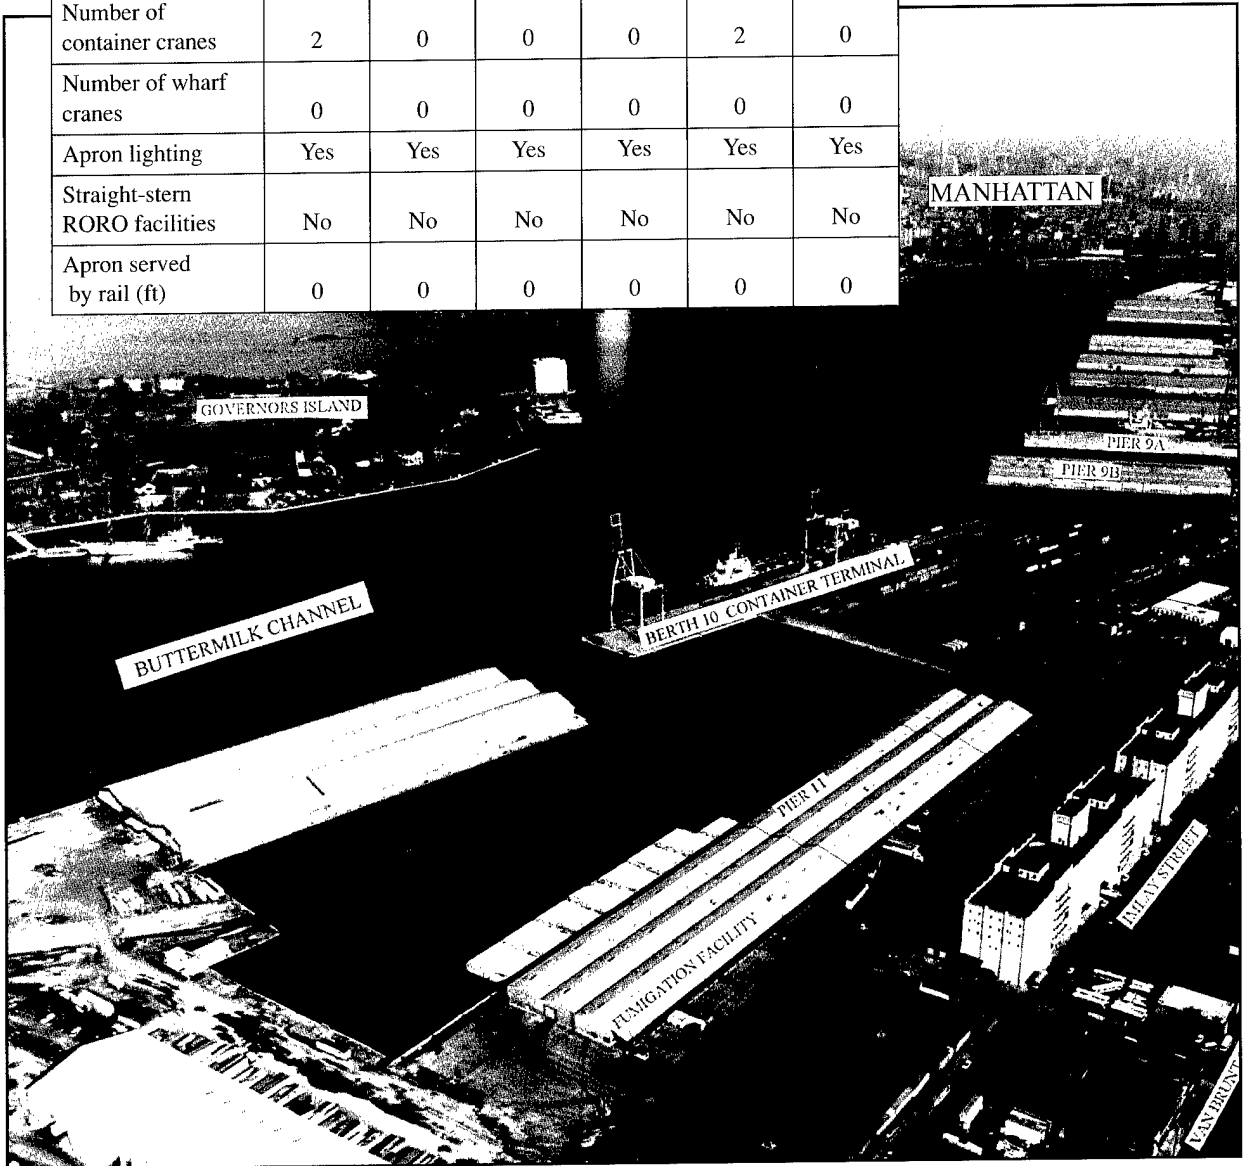 Number of
container cranes 2 0 0 0 2 0
Number of wharf
cranes 0 0 0 0 0 0
Apron lighting Yes Yes Yes Yes Yes Yes
Straight-stern
RORO facilities No No No No No No
Apron served
by rail (ft) 0 0 0 0 0 0
MANHATTAN
GOVERNORS ISLAND
PIER 9A
PIER 9B
BERTH 10 CONTAINER TERMINAL
BUTTERMILK CHANNEL
PIER 11
IMLAY STREET
FUMIGATION FACILITY
VAN BRUNT